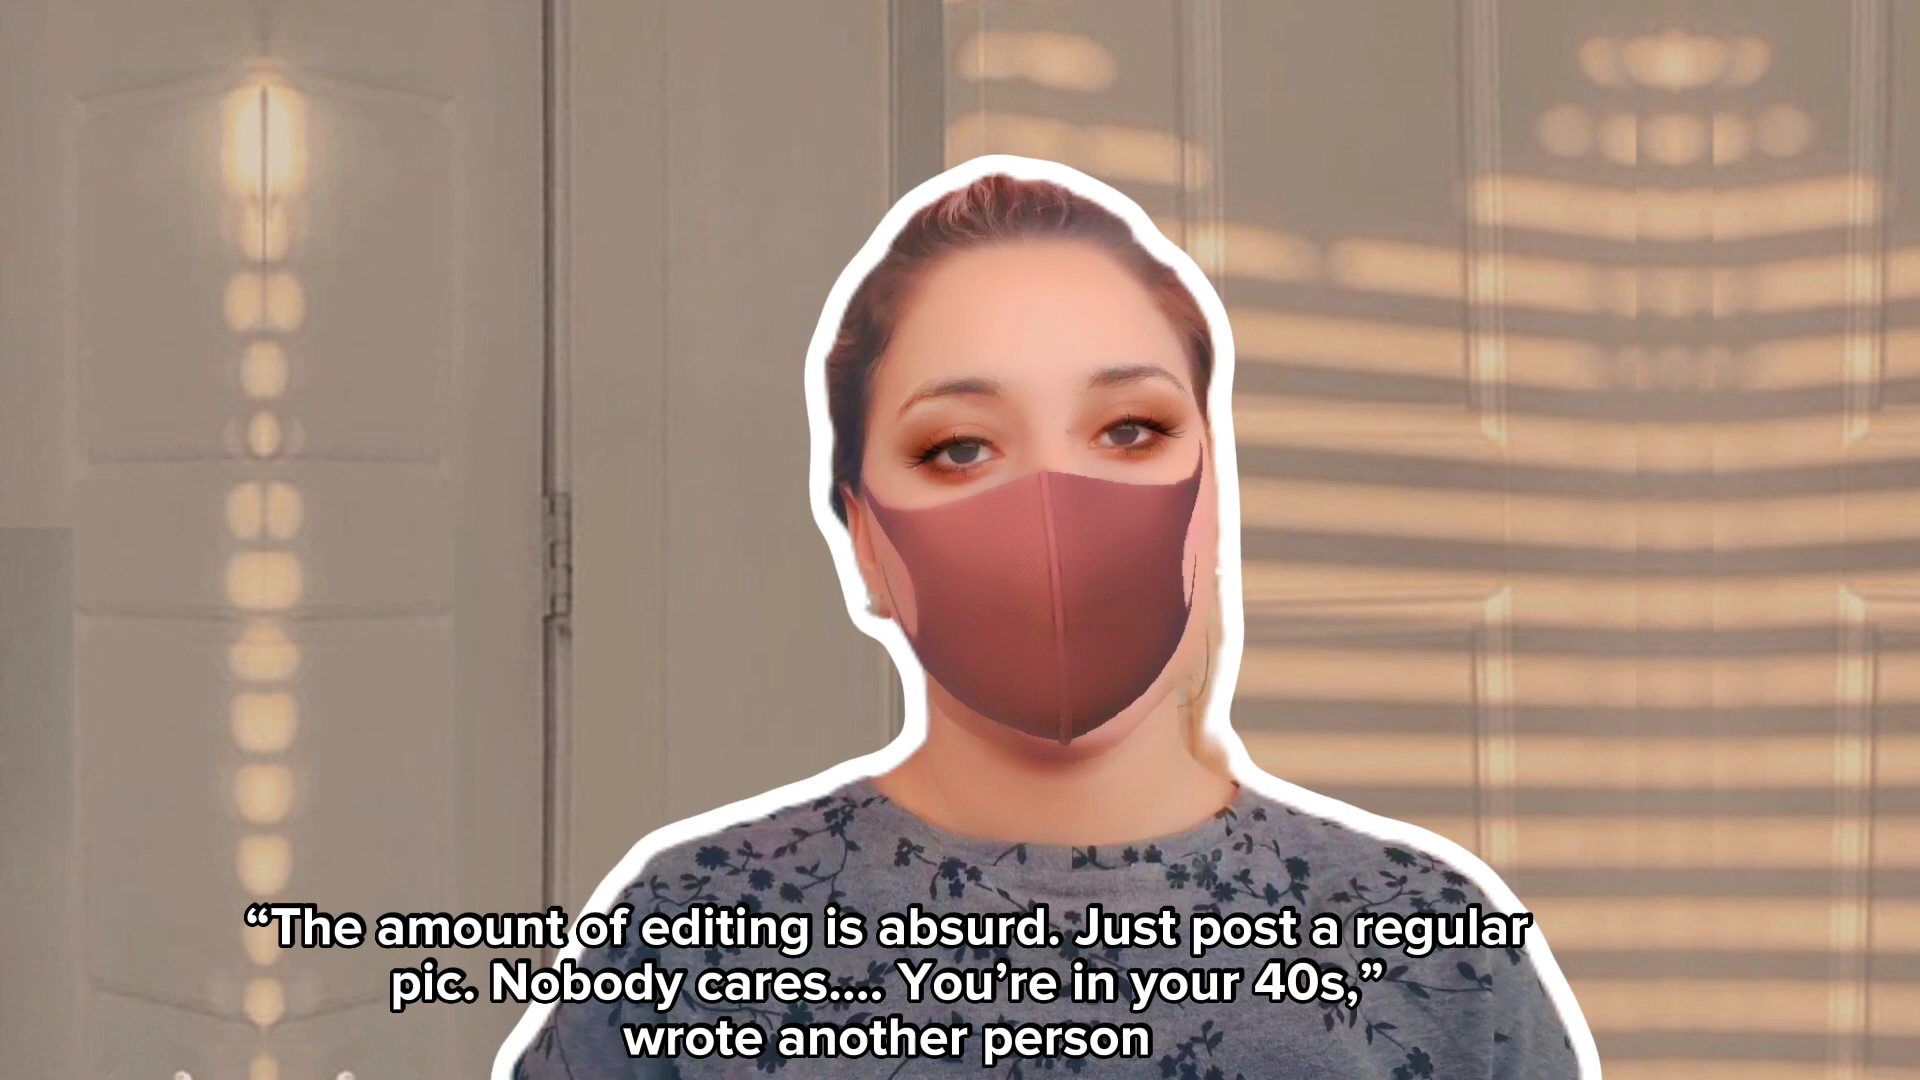 “The amount of editing is absurd. Just post a regular
pic. Nobody cares.... You’re in your 40s,”
wrote another person